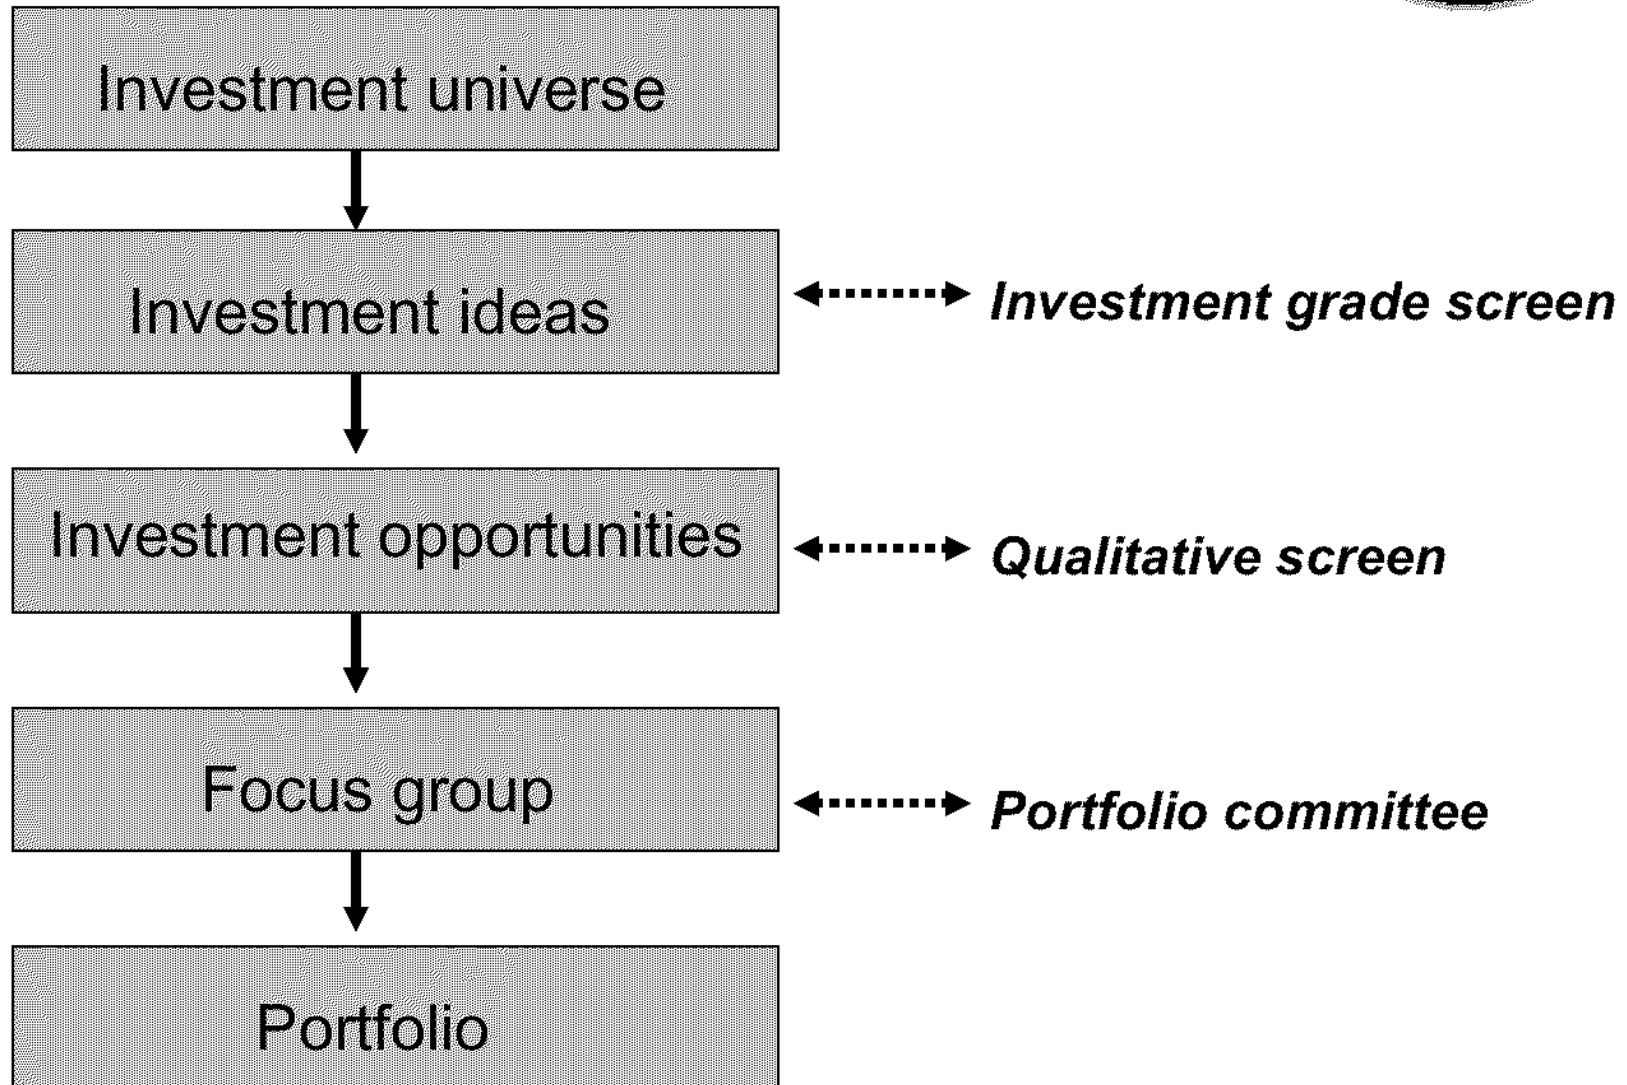 Investment universe
Investment ideas
Investment grade screen
Investment opportunities
Qualitative screen
Focus group
Portfolio committee
Portfolio